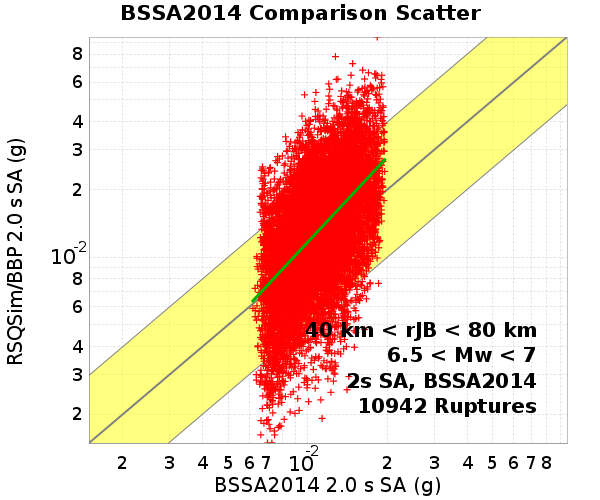 BSSA2014 Comparison Scatter
8
6
4
3
2
10-2
8
6
4
3
2
RSQSim/BBP 2.0 s SA (g)
40 km < rJB < 80 km
6.5 < Mw < 7
2s SA, BSSA2014
10942 Ruptures
2 3 4 5 6 7 10-2 2 3 4 5 6 7 8
BSSA2014 2.0 s SA (g)